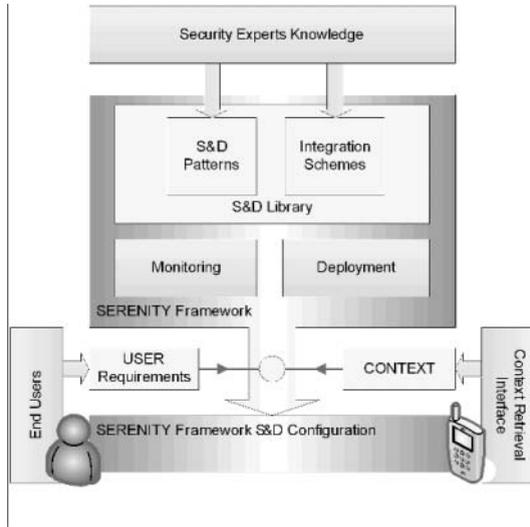 Security Experts Knowledge
S&D
Patterns
Integration
Schemes
S&D Library
Monitoring
Deployment
SERENITY Framework
End Users
USER
Requirements
CONTEXT
Context Retrieval
Interface
SERENITY Framework S&D Configuration